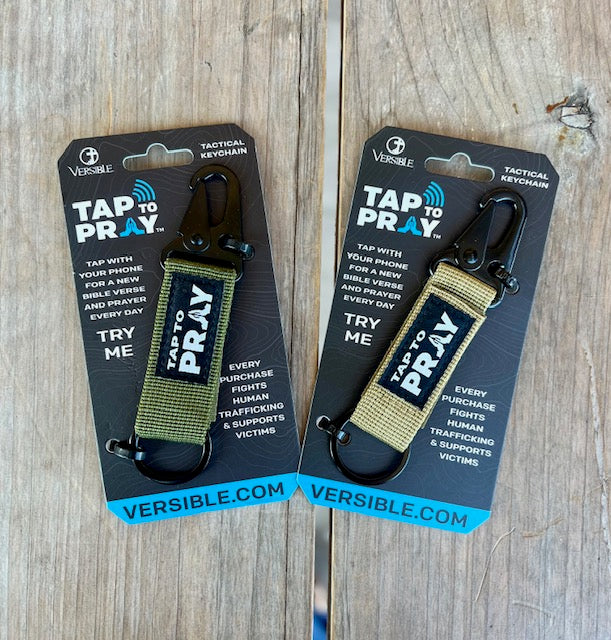 VERSIBLE
TACTICAL
KEYCHAIN
TAP TO
PRAY™
TAP WITH
YOUR PHONE
FOR A NEW
BIBLE VERSE
AND PRAYER
EVERY DAY
TRY
ME
TAP TO
PRAY
EVERY
PURCHASE
FIGHTS
HUMAN
TRAFFICKING
& SUPPORTS
VICTIMS
VERSIBLE.COM
VERSIBLE
TACTICAL
KEYCHAIN
TAP TO
PRAY™
TAP WITH
YOUR PHONE
FOR A NEW
BIBLE VERSE
AND PRAYER
EVERY DAY
TRY
ME
TAP TO
PRAY
EVERY
PURCHASE
FIGHTS
HUMAN
TRAFFICKING
& SUPPORTS
VICTIMS
VERSIBLE.COM